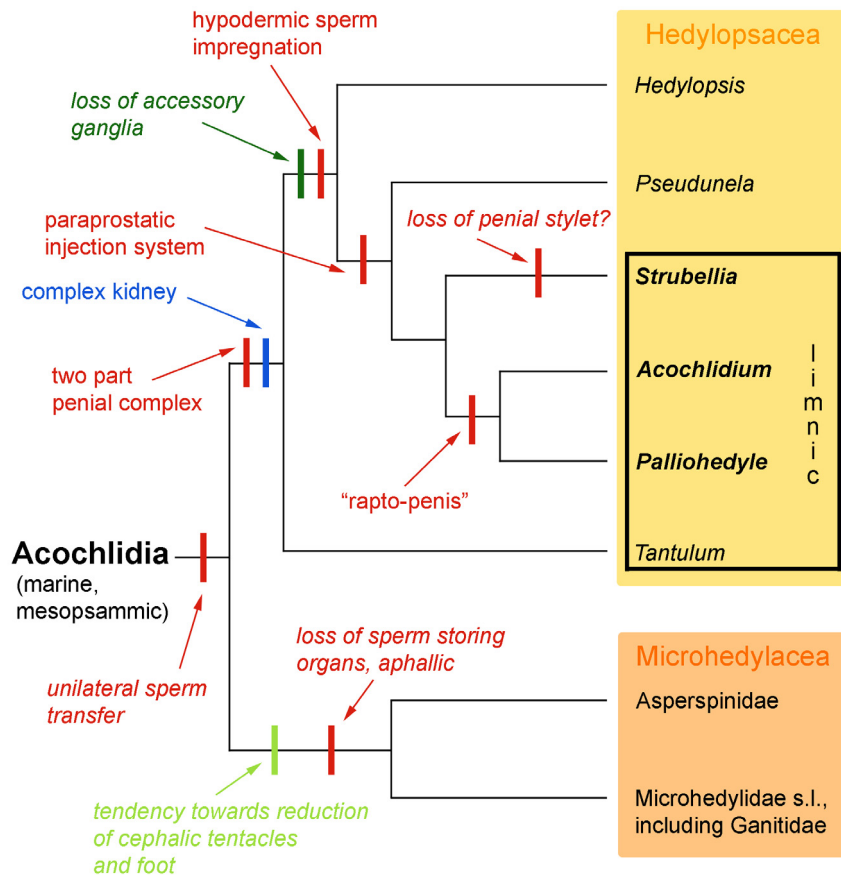 hypodermic sperm
impregnation
Hedylopsacea
loss of accessory
ganglia
Hedylopsis
paraprostatic
injection system
loss of penial stylet?
Pseudunela
complex kidney
Strubellia
two part
penial complex
Acochlidium
limnic
"rapto-penis"
Palliohedyle
Acochlidia
(marine,
mesopsammic)
Tantulum
unilateral sperm
transfer
loss of sperm storing
organs, aphallic
Microhedylacea
Asperspinidae
tendency towards reduction
of cephalic tentacles
and foot
Microhedylidae s.l.,
including Ganitidae